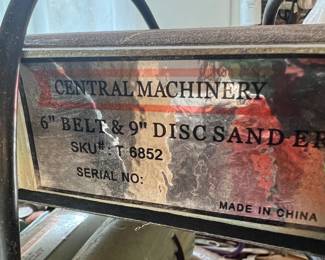 CENTRAL MACHINERY
6" BELT & 9" DISC SANDER
SKU#: T 6852
SERIAL NO:
MADE IN CHINA